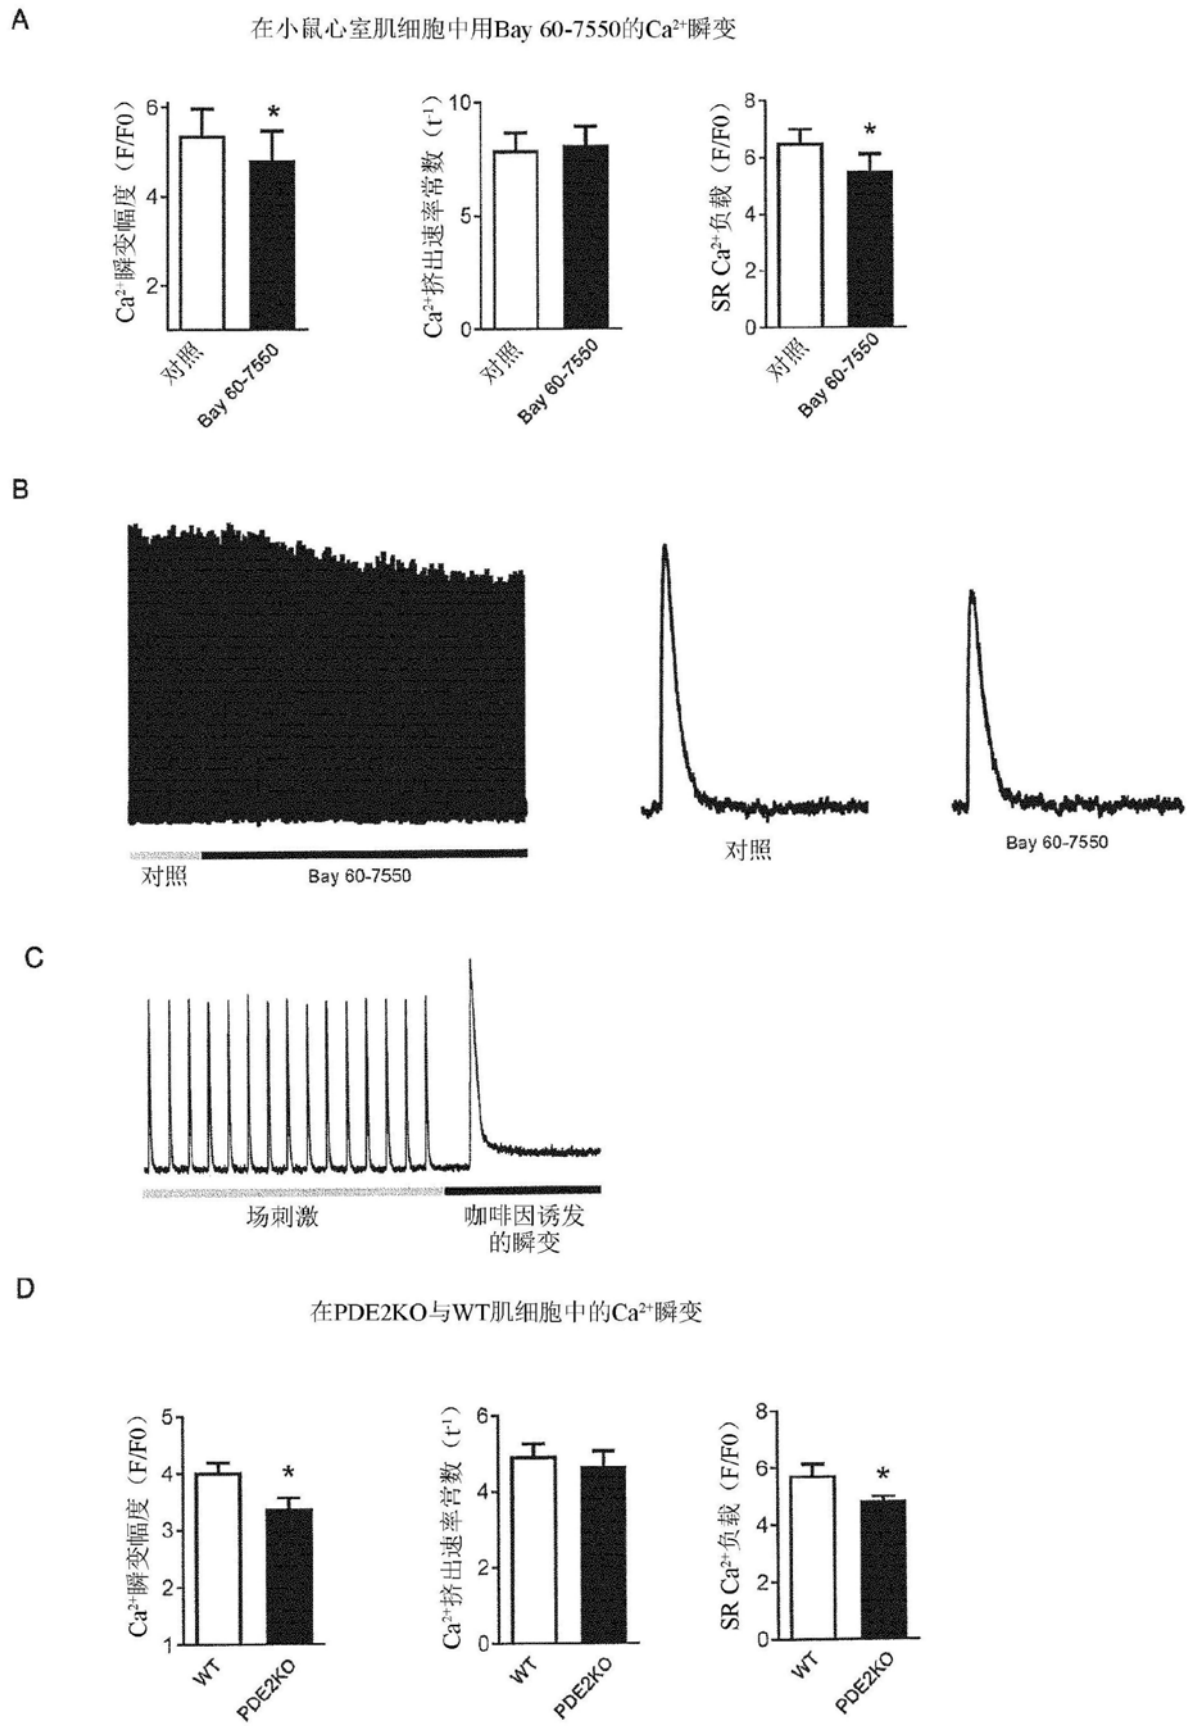 A
在小鼠心室肌细胞中用Bay 60-7550的Ca²⁺瞬变
Ca²⁺瞬变幅度（F/F0）
6
4
2
*
对照
Bay 60-7550
Ca²⁺挤出速率常数（t⁻¹）
10
5
0
对照
Bay 60-7550
SR Ca²⁺负载（F/F0）
8
6
4
2
0
*
对照
Bay 60-7550
B
对照
Bay 60-7550
对照
Bay 60-7550
C
场刺激
咖啡因诱发
的瞬变
D
在PDE2KO与WT肌细胞中的Ca²⁺瞬变
Ca²⁺瞬变幅度（F/F0）
5
4
3
2
1
*
WT
PDE2KO
Ca²⁺挤出速率常数（t⁻¹）
6
4
2
0
WT
PDE2KO
SR Ca²⁺负载（F/F0）
8
6
4
2
0
*
WT
PDE2KO